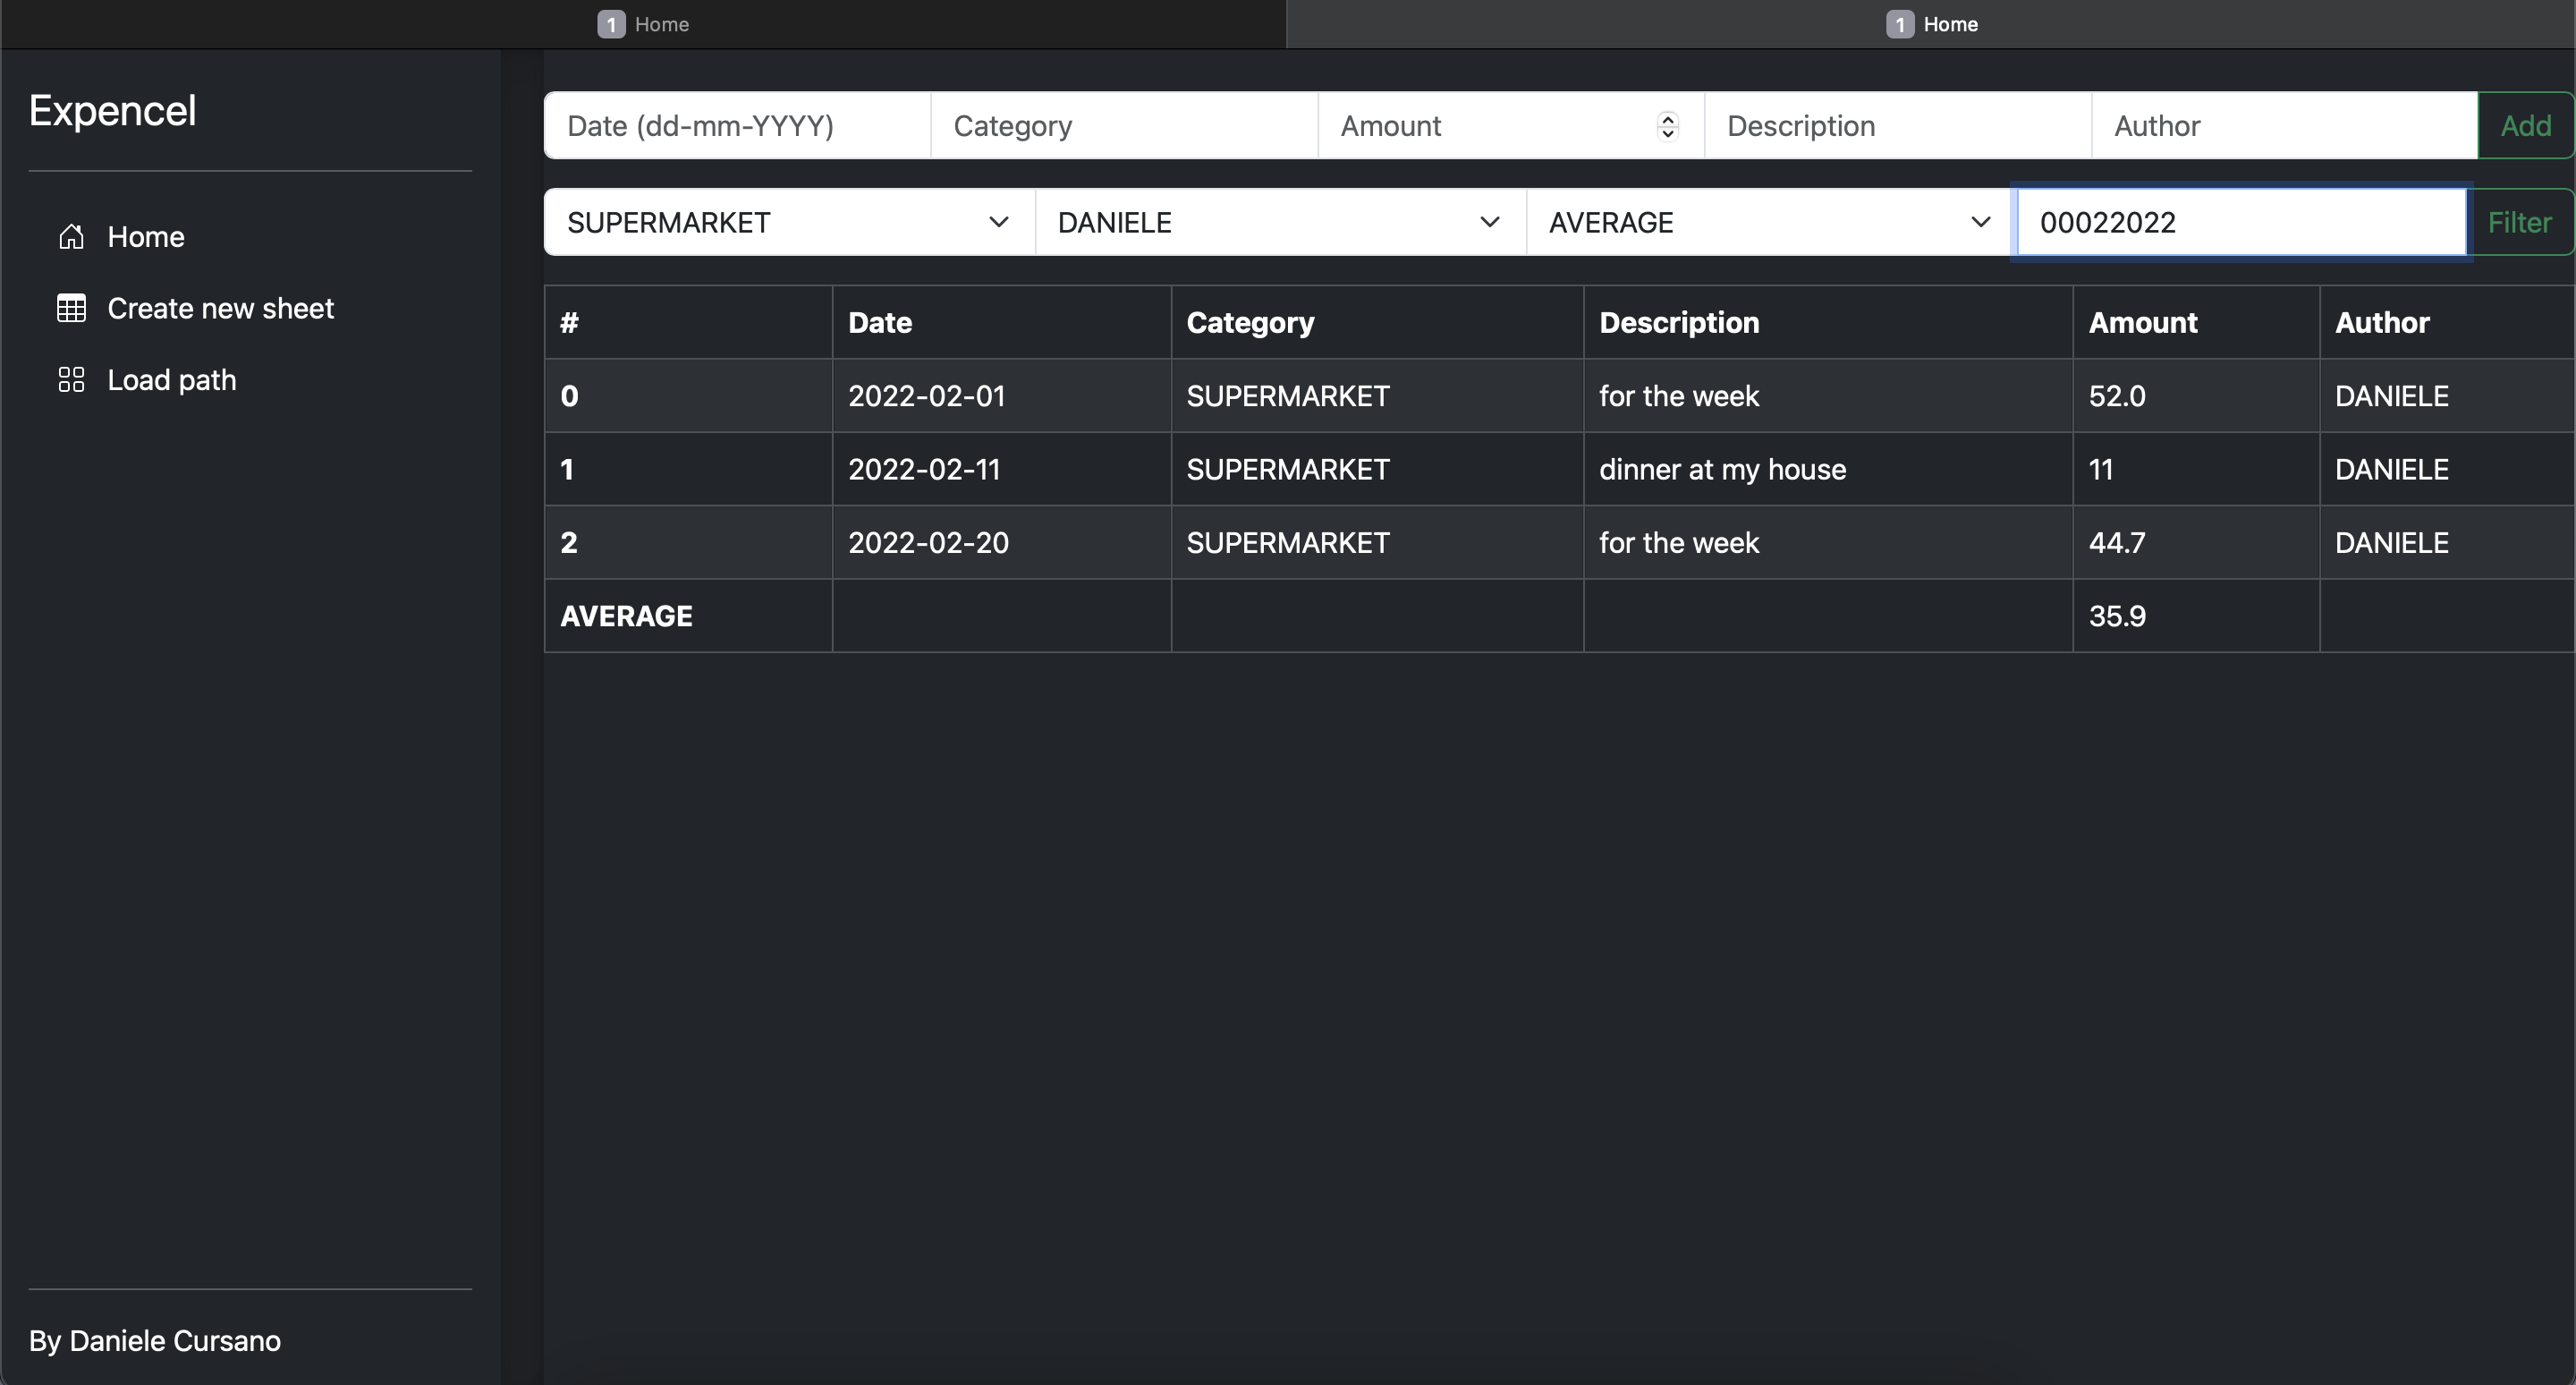 1 Home
1 Home
Expencel
Home
Create new sheet
Load path
By Daniele Cursano
Date (dd-mm-YYYY) Category Amount Description Author Add
SUPERMARKET DANIELE AVERAGE 00022022 Filter
# Date Category Description Amount Author
0 2022-02-01 SUPERMARKET for the week 52.0 DANIELE
1 2022-02-11 SUPERMARKET dinner at my house 11 DANIELE
2 2022-02-20 SUPERMARKET for the week 44.7 DANIELE
AVERAGE 35.9